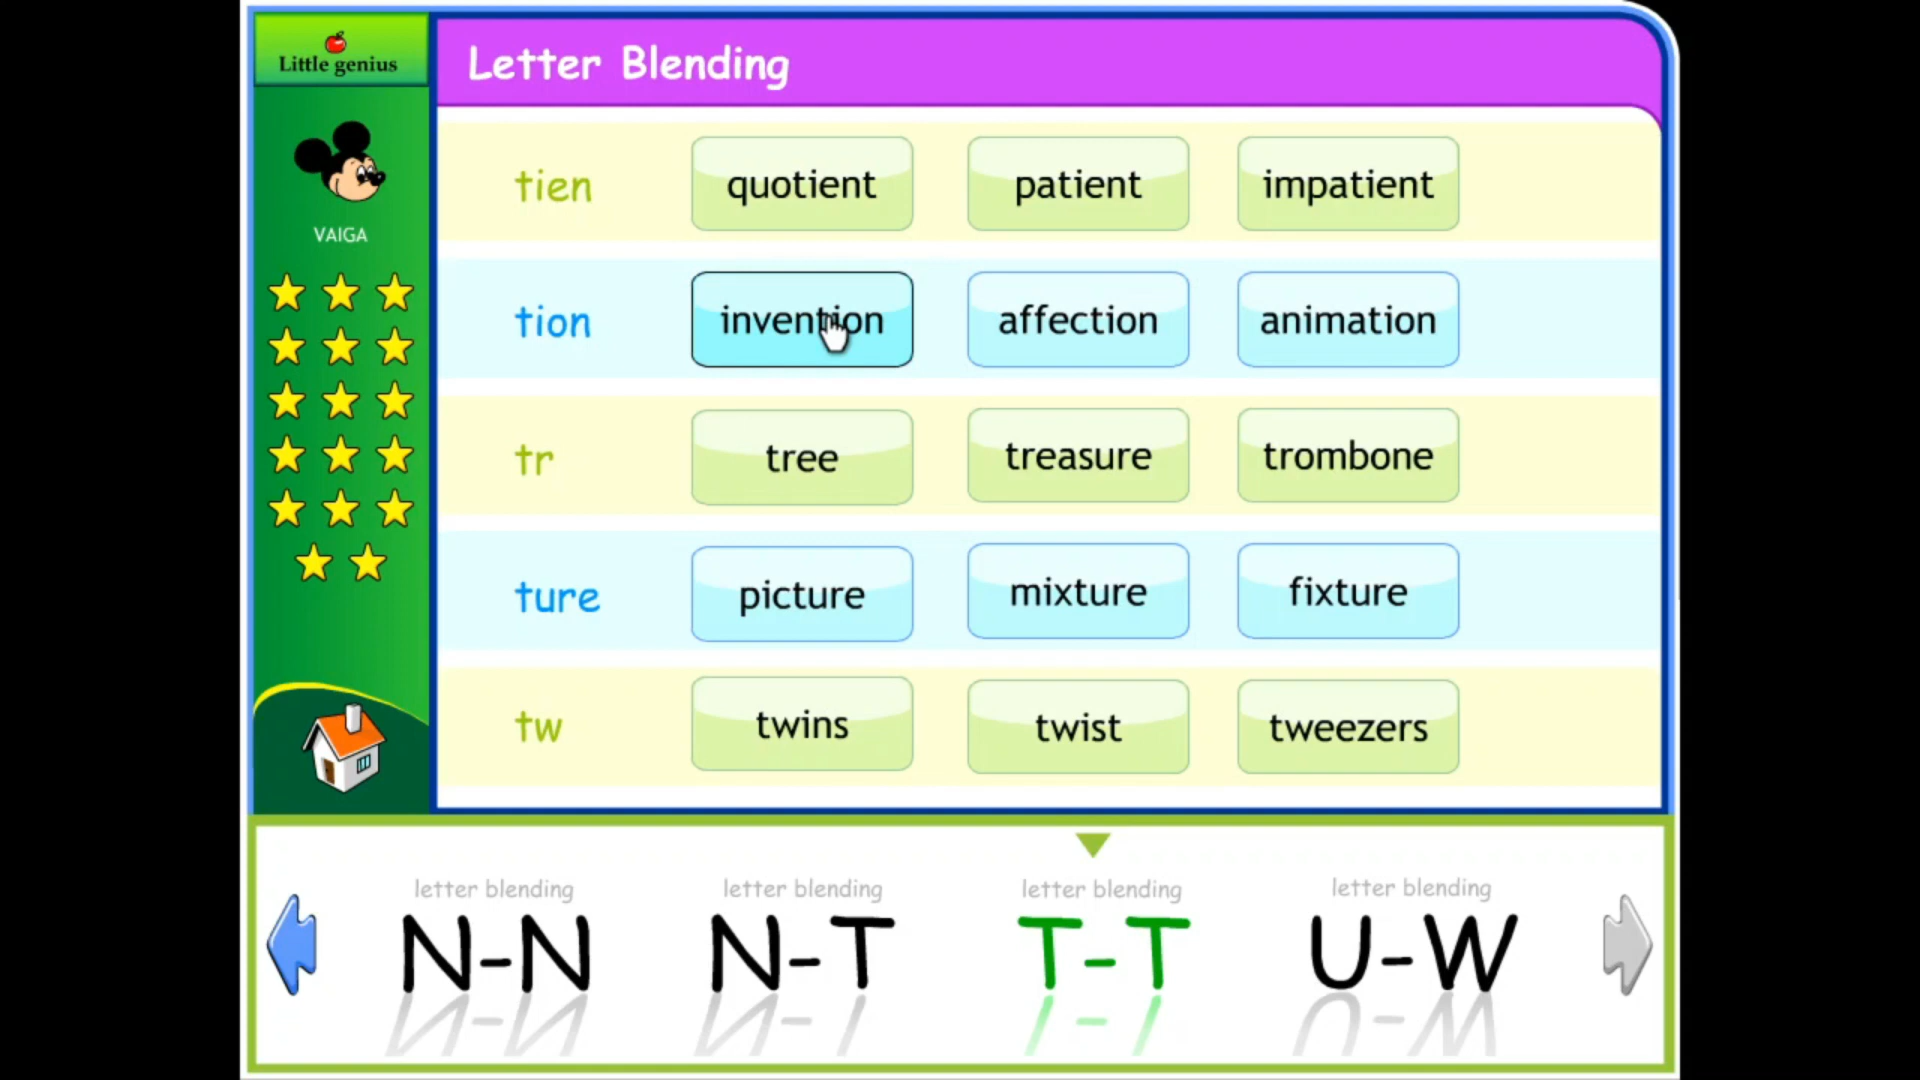 Little genius
Letter Blending
VAIGA
tien quotient patient impatient
tion invention affection animation
tr tree treasure trombone
ture picture mixture fixture
tw twins twist tweezers
letter blending letter blending letter blending letter blending
N-N N-T T-T U-W